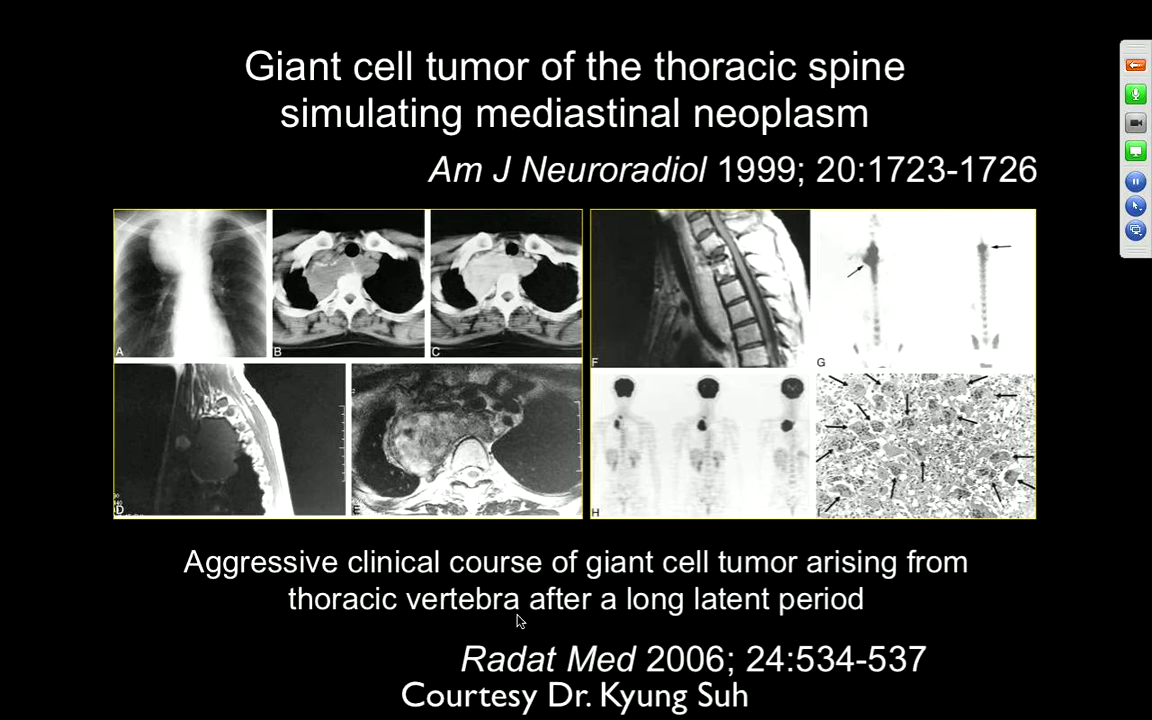 Giant cell tumor of the thoracic spine
simulating mediastinal neoplasm
Am J Neuroradiol 1999; 20:1723-1726
A
B
C
D
E
F
G
H
Aggressive clinical course of giant cell tumor arising from
thoracic vertebra after a long latent period
Radat Med 2006; 24:534-537
Courtesy Dr. Kyung Suh